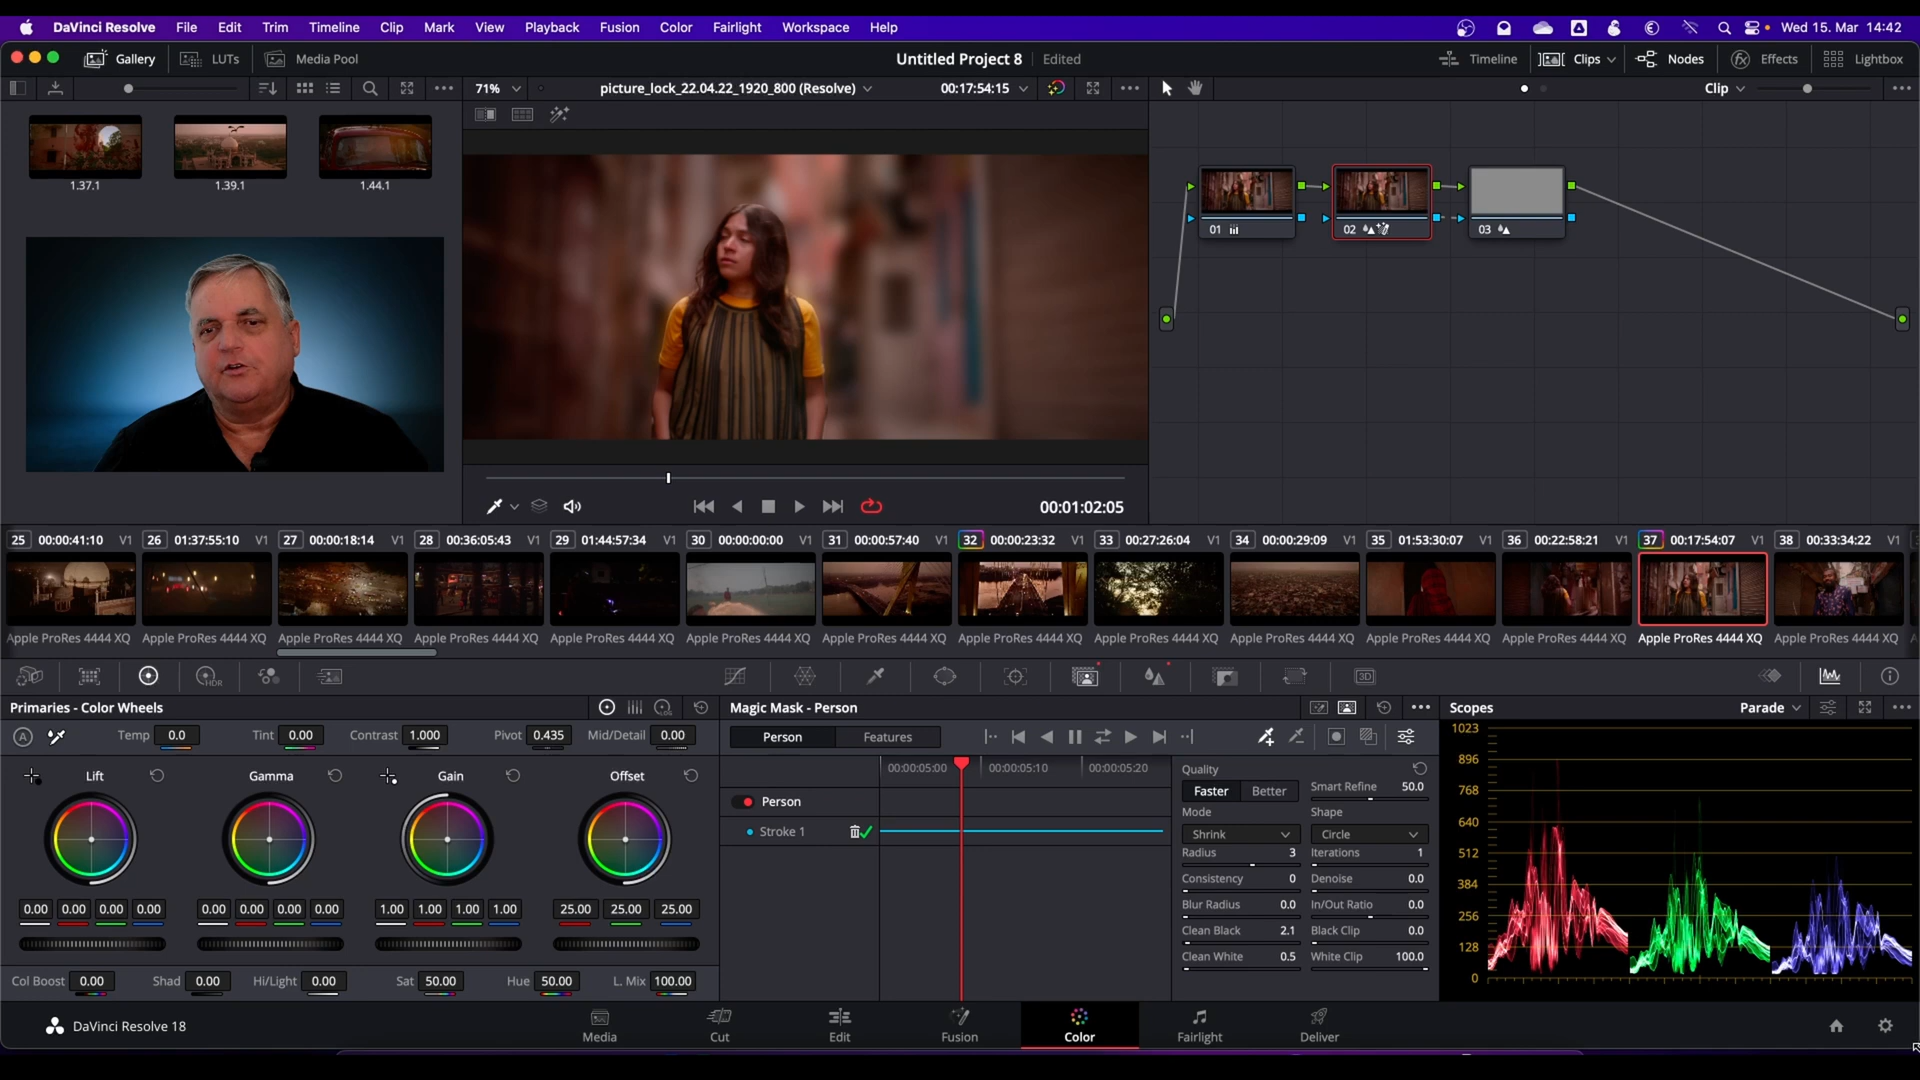 DaVinci Resolve File Edit Trim Timeline Clip Mark View Playback Fusion Color Fairlight Workspace Help Wed 15. Mar 14:42
Gallery LUTs Media Pool Untitled Project 8 Edited Timeline Clips Nodes Effects Lightbox
71% picture_lock_22.04.22_1920_800 (Resolve) 00:17:54:15 Clip
1.37.1 1.39.1 1.44.1
01 02 03
00:01:02:05
25 00:00:41:10 V1 26 01:37:55:10 V1 27 00:00:18:14 V1 28 00:36:05:43 V1 29 01:44:57:34 V1 30 00:00:00:00 V1 31 00:00:57:40 V1 32 00:00:23:32 V1 33 00:27:26:04 V1 34 00:00:29:09 V1 35 01:53:30:07 V1 36 00:22:58:21 V1 37 00:17:54:07 V1 38 00:33:34:22 V1
Apple ProRes 4444 XQ Apple ProRes 4444 XQ Apple ProRes 4444 XQ Apple ProRes 4444 XQ Apple ProRes 4444 XQ Apple ProRes 4444 XQ Apple ProRes 4444 XQ Apple ProRes 4444 XQ Apple ProRes 4444 XQ Apple ProRes 4444 XQ Apple ProRes 4444 XQ Apple ProRes 4444 XQ Apple ProRes 4444 XQ Apple ProRes 4444 XQ
HDR 3D
Primaries - Color Wheels
Temp 0.0 Tint 0.00 Contrast 1.000 Pivot 0.435 Mid/Detail 0.00
Lift Gamma Gain Offset
0.00 0.00 0.00 0.00 0.00 0.00 0.00 0.00 1.00 1.00 1.00 1.00 25.00 25.00 25.00
Col Boost 0.00 Shad 0.00 Hi/Light 0.00 Sat 50.00 Hue 50.00 L. Mix 100.00
Magic Mask - Person
Person Features
00:00:05:00 00:00:05:10 00:00:05:20
Person
Stroke 1
Quality
Faster Better Smart Refine 50.0
Mode Shape
Shrink Circle
Radius 3 Iterations 1
Consistency 0 Denoise 0.0
Blur Radius 0.0 In/Out Ratio 0.0
Clean Black 2.1 Black Clip 0.0
Clean White 0.5 White Clip 100.0
Scopes Parade
1023
896
768
640
512
384
256
128
0
DaVinci Resolve 18 Media Cut Edit Fusion Color Fairlight Deliver